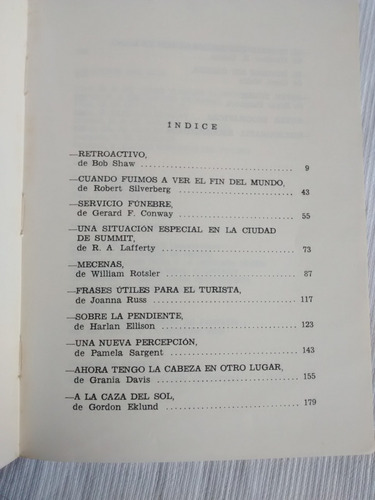 INDICE
—RETROACTIVO,
de Bob Shaw 9
—CUANDO FUIMOS A VER EL FIN DEL MUNDO,
de Robert Silverberg 43
—SERVICIO FÚNEBRE,
de Gerard F. Conway 55
—UNA SITUACIÓN ESPECIAL EN LA CIUDAD
DE SUMMIT,
de R. A Lafferty 73
—MECENAS,
de William Rotsler 87
—FRASES ÚTILES PARA EL TURISTA,
de Joanna Russ 117
—SOBRE LA PENDIENTE,
de Harlan Ellison 123
—UNA NUEVA PERCEPCIÓN,
de Pamela Sargent 143
—AHORA TENGO LA CABEZA EN OTRO LUGAR,
de Grania Davis 155
—A LA CAZA DEL SOL,
de Gordon Eklund 179